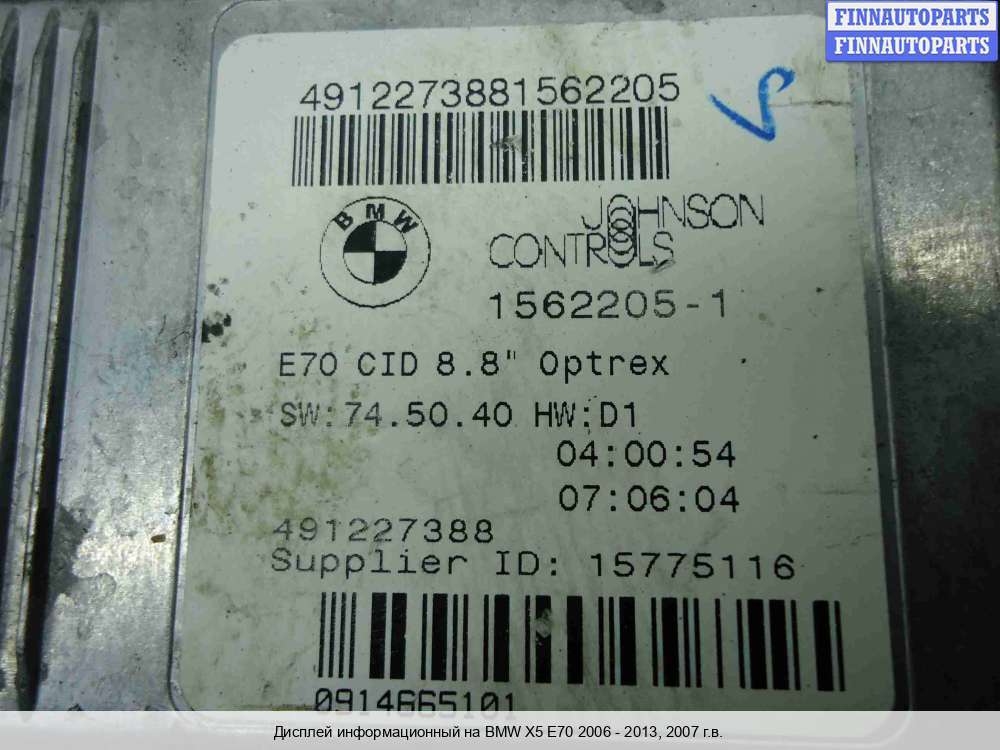 FINNAUTOPARTS
FINNAUTOPARTS
4912273881562205
BMW
JOHNSON
CONTROLS
1562205-1
E70 CID 8.8" Optrex
SW:74.50.40 HW:D1
04:00:54
07:06:04
491227388
Supplier ID: 15775116
0914665101
Дисплей информационный на BMW X5 E70 2006 - 2013, 2007 г.в.